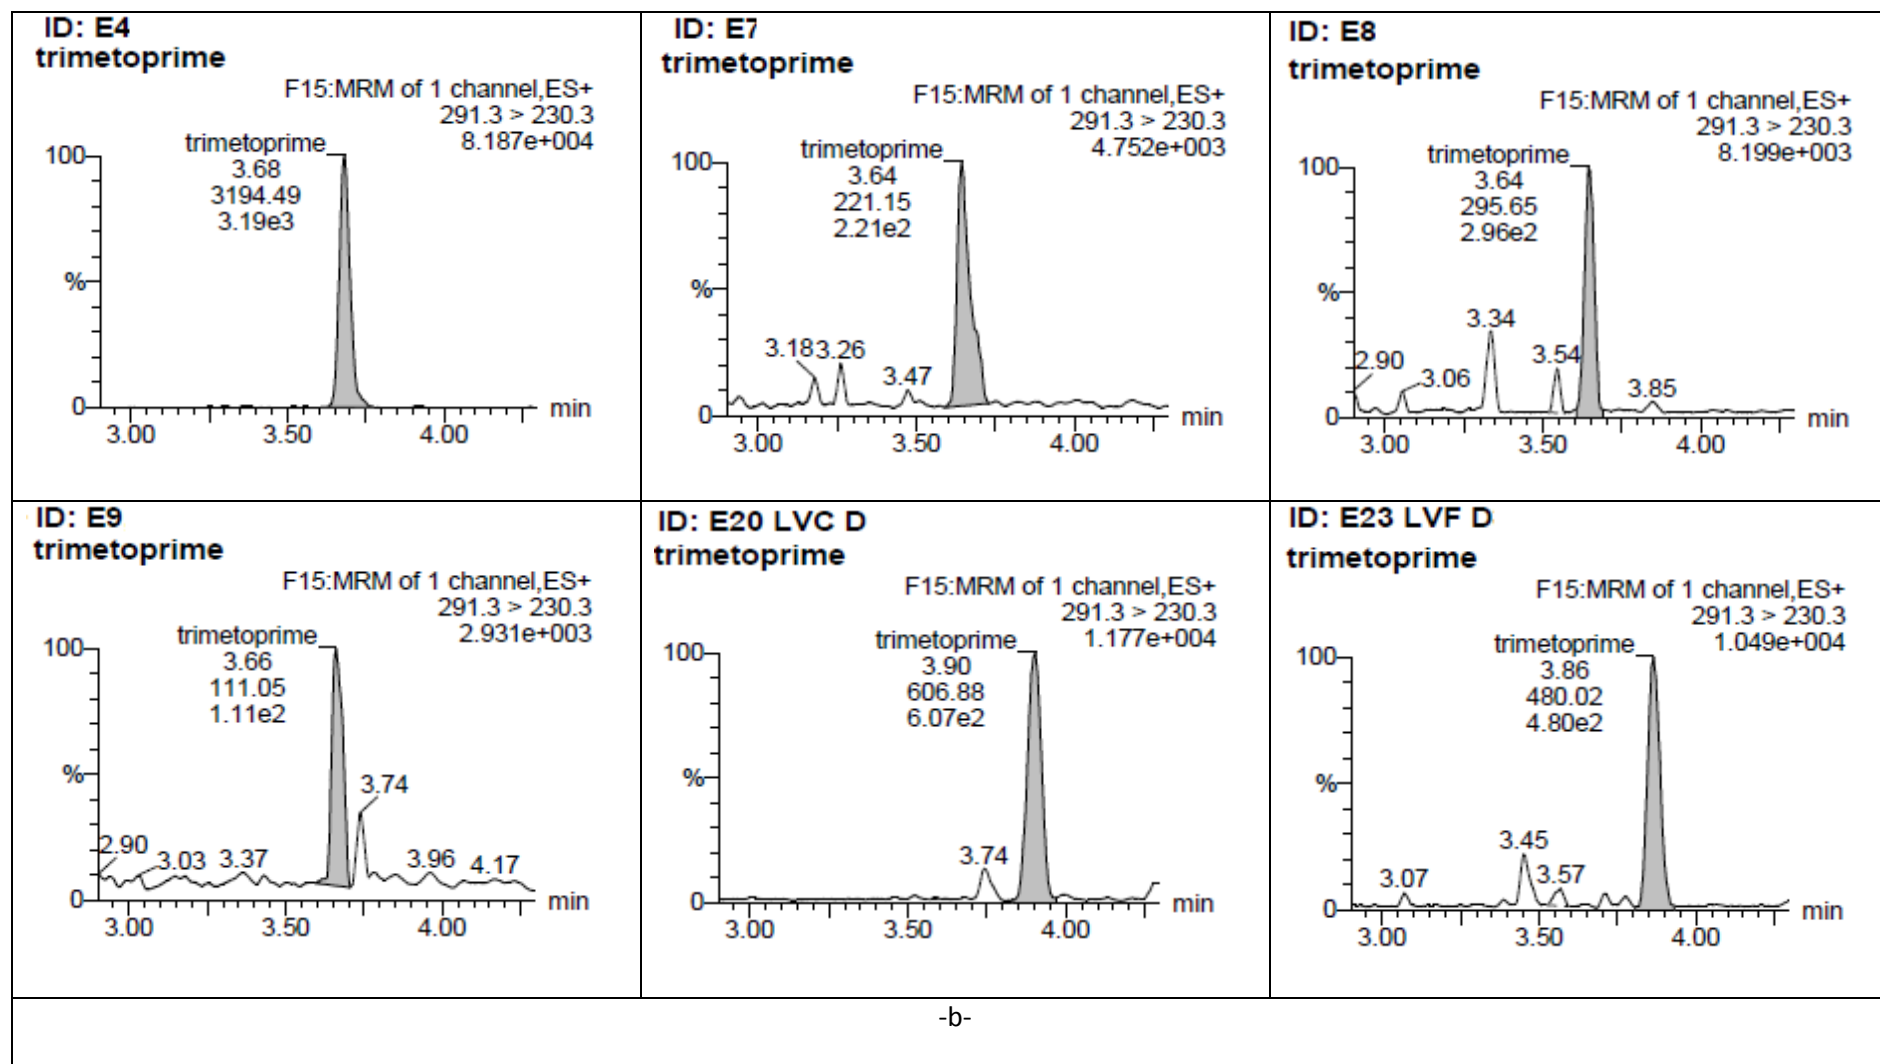 ID: E4
trimetoprime
F15:MRM of 1 channel,ES+
291.3 > 230.3
8.187e+004
trimetoprime
3.68
3194.49
3.19e3
100
%
0
min
3.00 3.50 4.00
ID: E7
trimetoprime
F15:MRM of 1 channel,ES+
291.3 > 230.3
4.752e+003
trimetoprime
3.64
221.15
2.21e2
100
%
3.18 3.26
3.47
0
min
3.00 3.50 4.00
ID: E8
trimetoprime
F15:MRM of 1 channel,ES+
291.3 > 230.3
8.199e+003
trimetoprime
3.64
295.65
2.96e2
100
%
3.34
3.54
2.90
3.06
3.85
0
min
3.00 3.50 4.00
ID: E9
trimetoprime
F15:MRM of 1 channel,ES+
291.3 > 230.3
2.931e+003
trimetoprime
3.66
111.05
1.11e2
100
%
3.74
2.90
3.03 3.37
3.96 4.17
0
min
3.00 3.50 4.00
ID: E20 LVC D
trimetoprime
F15:MRM of 1 channel,ES+
291.3 > 230.3
1.177e+004
trimetoprime
3.90
606.88
6.07e2
100
%
3.74
0
min
3.00 3.50 4.00
ID: E23 LVF D
trimetoprime
F15:MRM of 1 channel,ES+
291.3 > 230.3
1.049e+004
trimetoprime
3.86
480.02
4.80e2
100
%
3.45
3.07
3.57
0
min
3.00 3.50 4.00
-b-